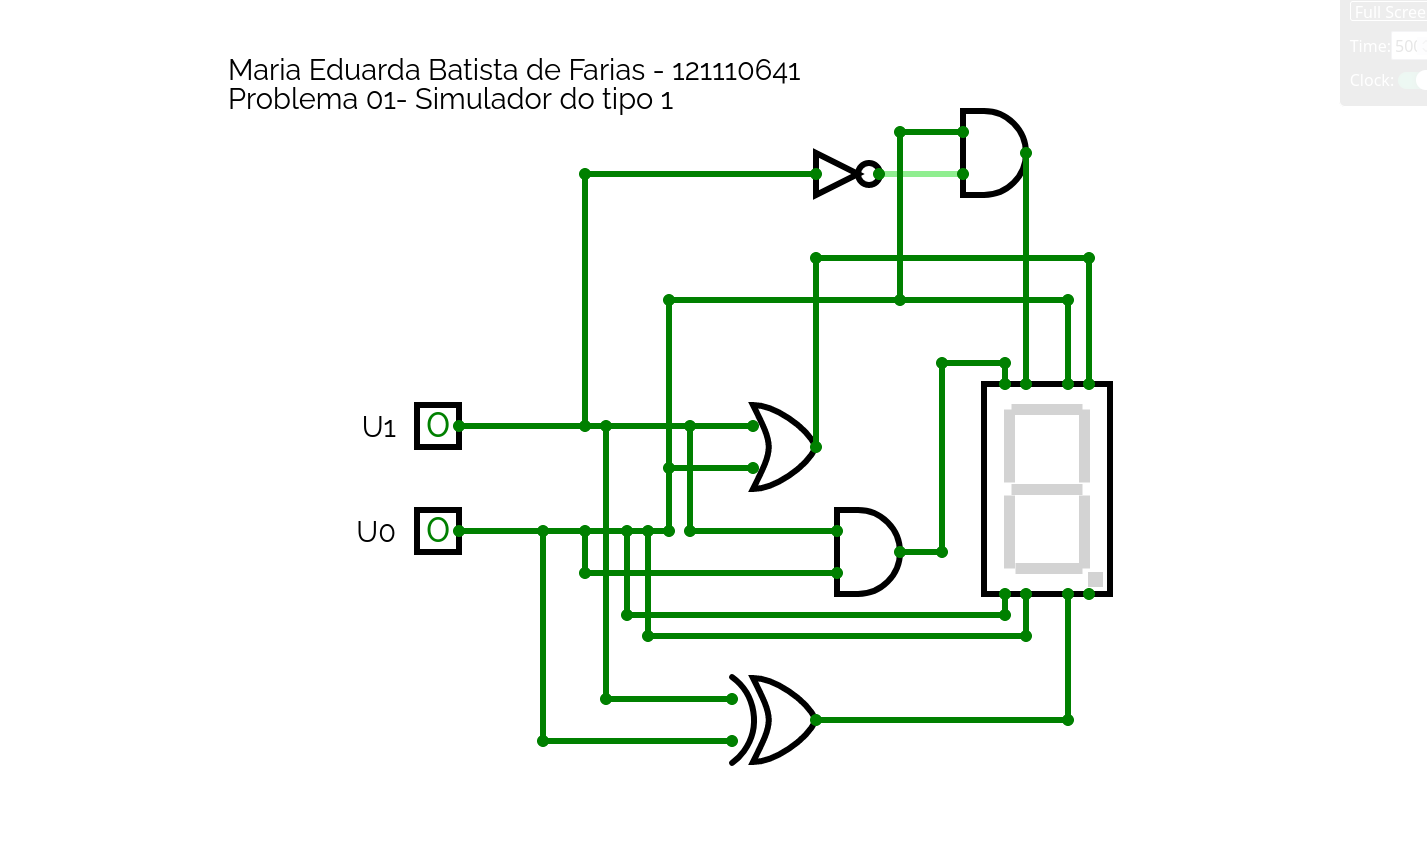 Maria Eduarda Batista de Farias - 121110641
Problema 01- Simulador do tipo 1
Full Scree
Time: 500
Clock:
U1 0
U0 0